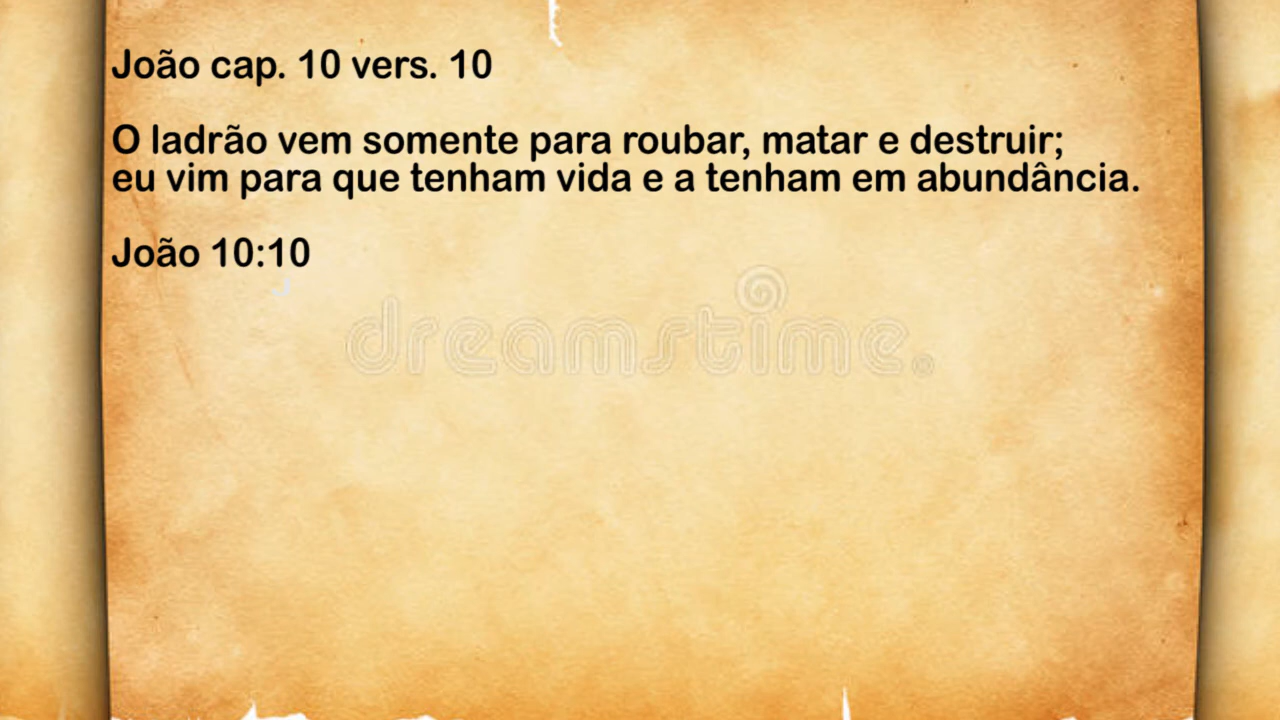 João cap. 10 vers. 10
O ladrão vem somente para roubar, matar e destruir;
eu vim para que tenham vida e a tenham em abundância.
João 10:10
dreamstime.